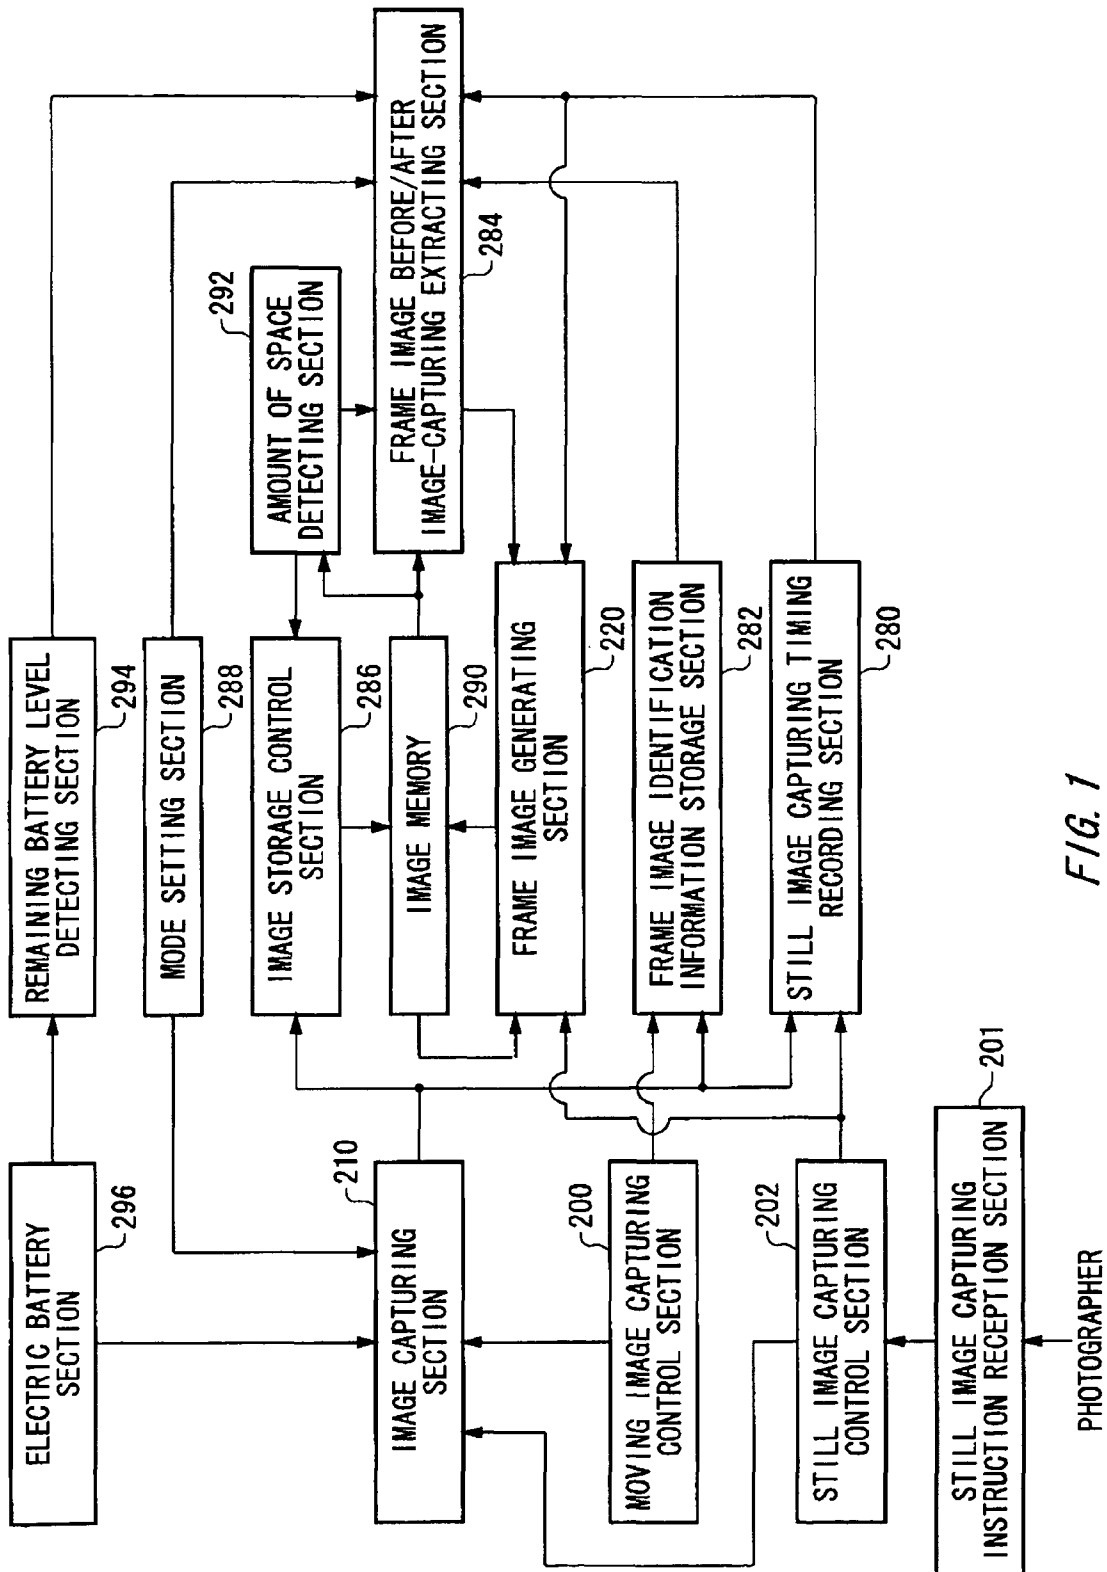 ELECTRIC BATTERY
SECTION
296
REMAINING BATTERY LEVEL
DETECTING SECTION
294
MODE SETTING SECTION
288
AMOUNT OF SPACE
DETECTING SECTION
292
IMAGE STORAGE CONTROL
SECTION
286
IMAGE CAPTURING
SECTION
210
IMAGE MEMORY
290
FRAME IMAGE BEFORE/AFTER
IMAGE-CAPTURING EXTRACTING SECTION
284
FRAME IMAGE GENERATING
SECTION
220
MOVING IMAGE CAPTURING
CONTROL SECTION
200
FRAME IMAGE IDENTIFICATION
INFORMATION STORAGE SECTION
282
STILL IMAGE CAPTURING
CONTROL SECTION
202
STILL IMAGE CAPTURING TIMING
RECORDING SECTION
280
STILL IMAGE CAPTURING
INSTRUCTION RECEPTION SECTION
201
PHOTOGRAPHER
FIG. 1